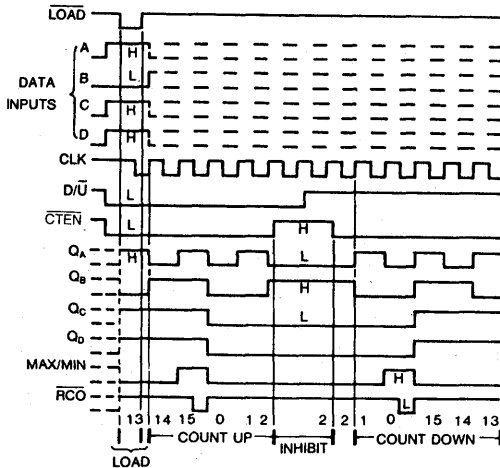 LOAD
A H
DATA INPUTS
B L
C H
D H
CLK
D/U L
CTEN L H
QA H L
QB H
QC L
QD
MAX/MIN H
RCO L
13 14 15 0 1 2 2 2 1 0 15 14 13
COUNT UP INHIBIT COUNT DOWN
LOAD